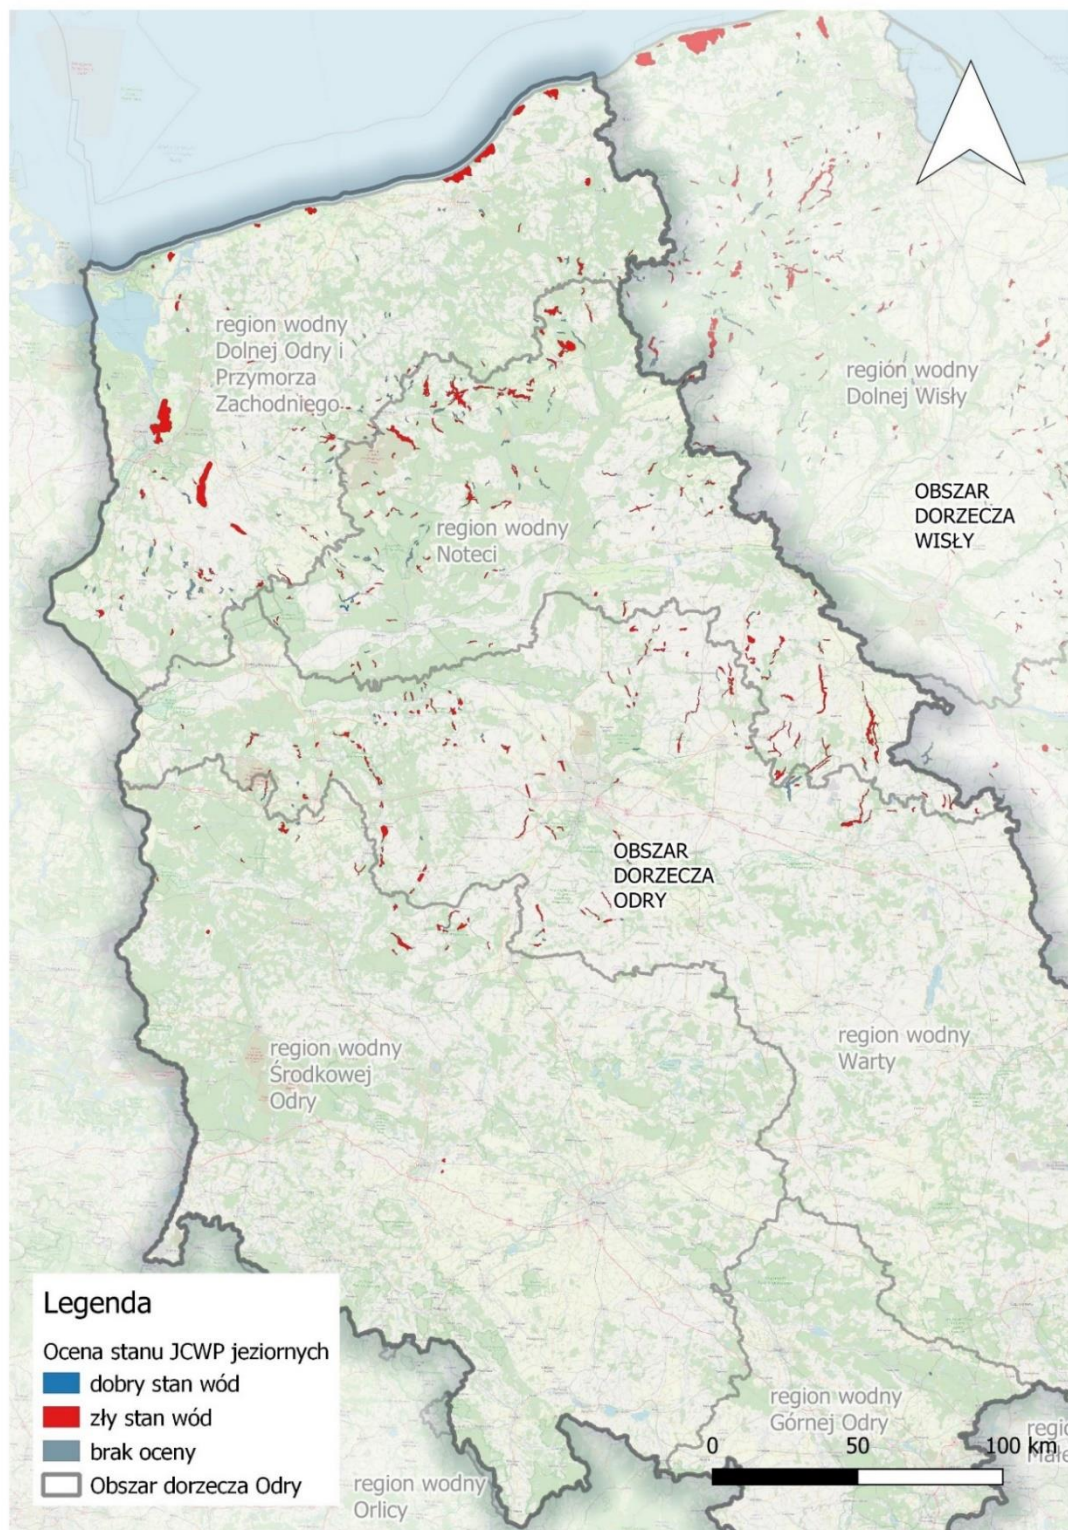 region wodny
Dolnej Odry i
Przymorza
Zachodniego
region wodny
Dolnej Wisły
OBSZAR
DORZECZA
WISŁY
region wodny
Noteci
OBSZAR
DORZECZA
ODRY
region wodny
Środkowej
Odry
region wodny
Warty
Legenda
Ocena stanu JCWP jeziornych
dobry stan wód
zły stan wód
brak oceny
Obszar dorzecza Odry
region wodny
Górnej Odry
region wodny
Orlicy
0 50 100 km